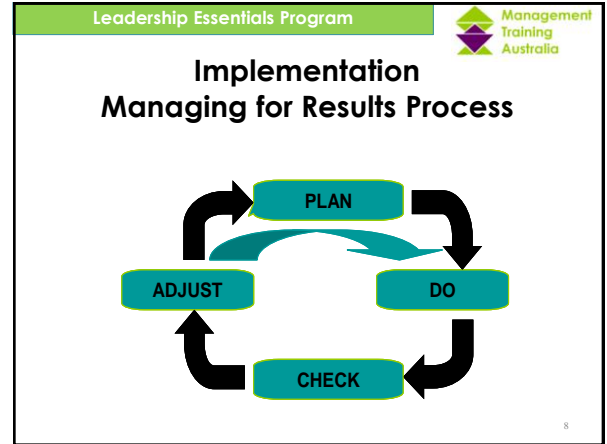 Leadership Essentials Program
Management
Training
Australia
Implementation
Managing for Results Process
PLAN
ADJUST
DO
CHECK
8